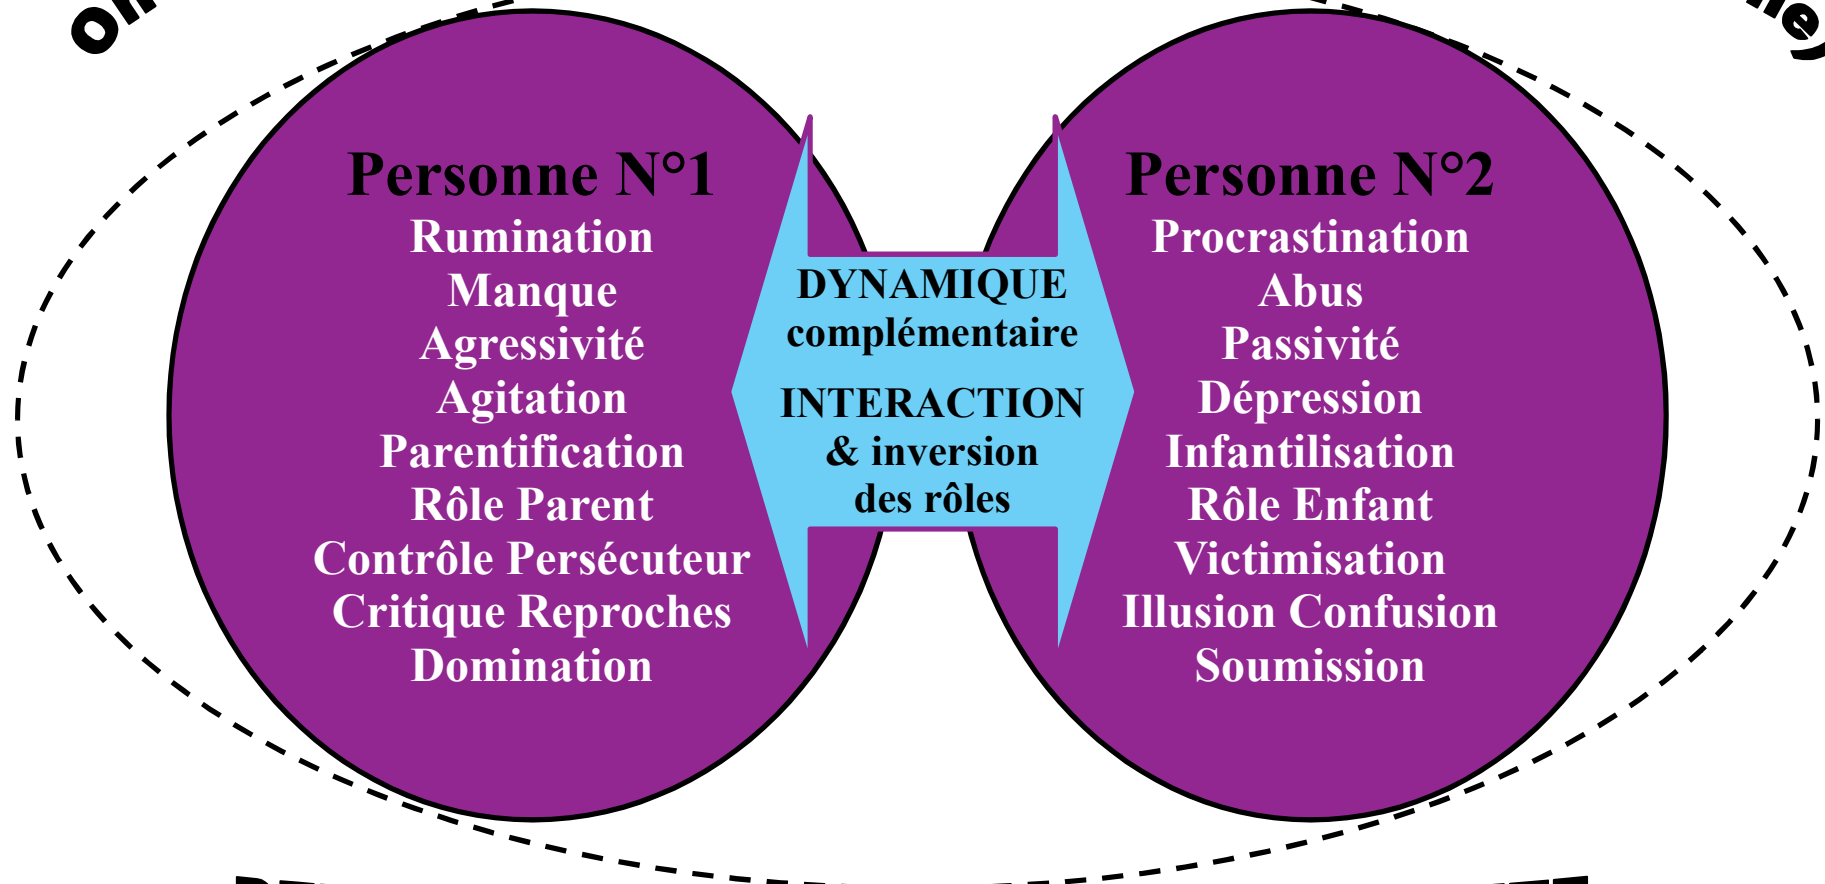 Personne N°1
Rumination
Manque
Agressivité
Agitation
Parentification
Rôle Parent
Contrôle Persécuteur
Critique Reproches
Domination
DYNAMIQUE
complémentaire
INTERACTION
& inversion
des rôles
Personne N°2
Procrastination
Abus
Passivité
Dépression
Infantilisation
Rôle Enfant
Victimisation
Illusion Confusion
Soumission